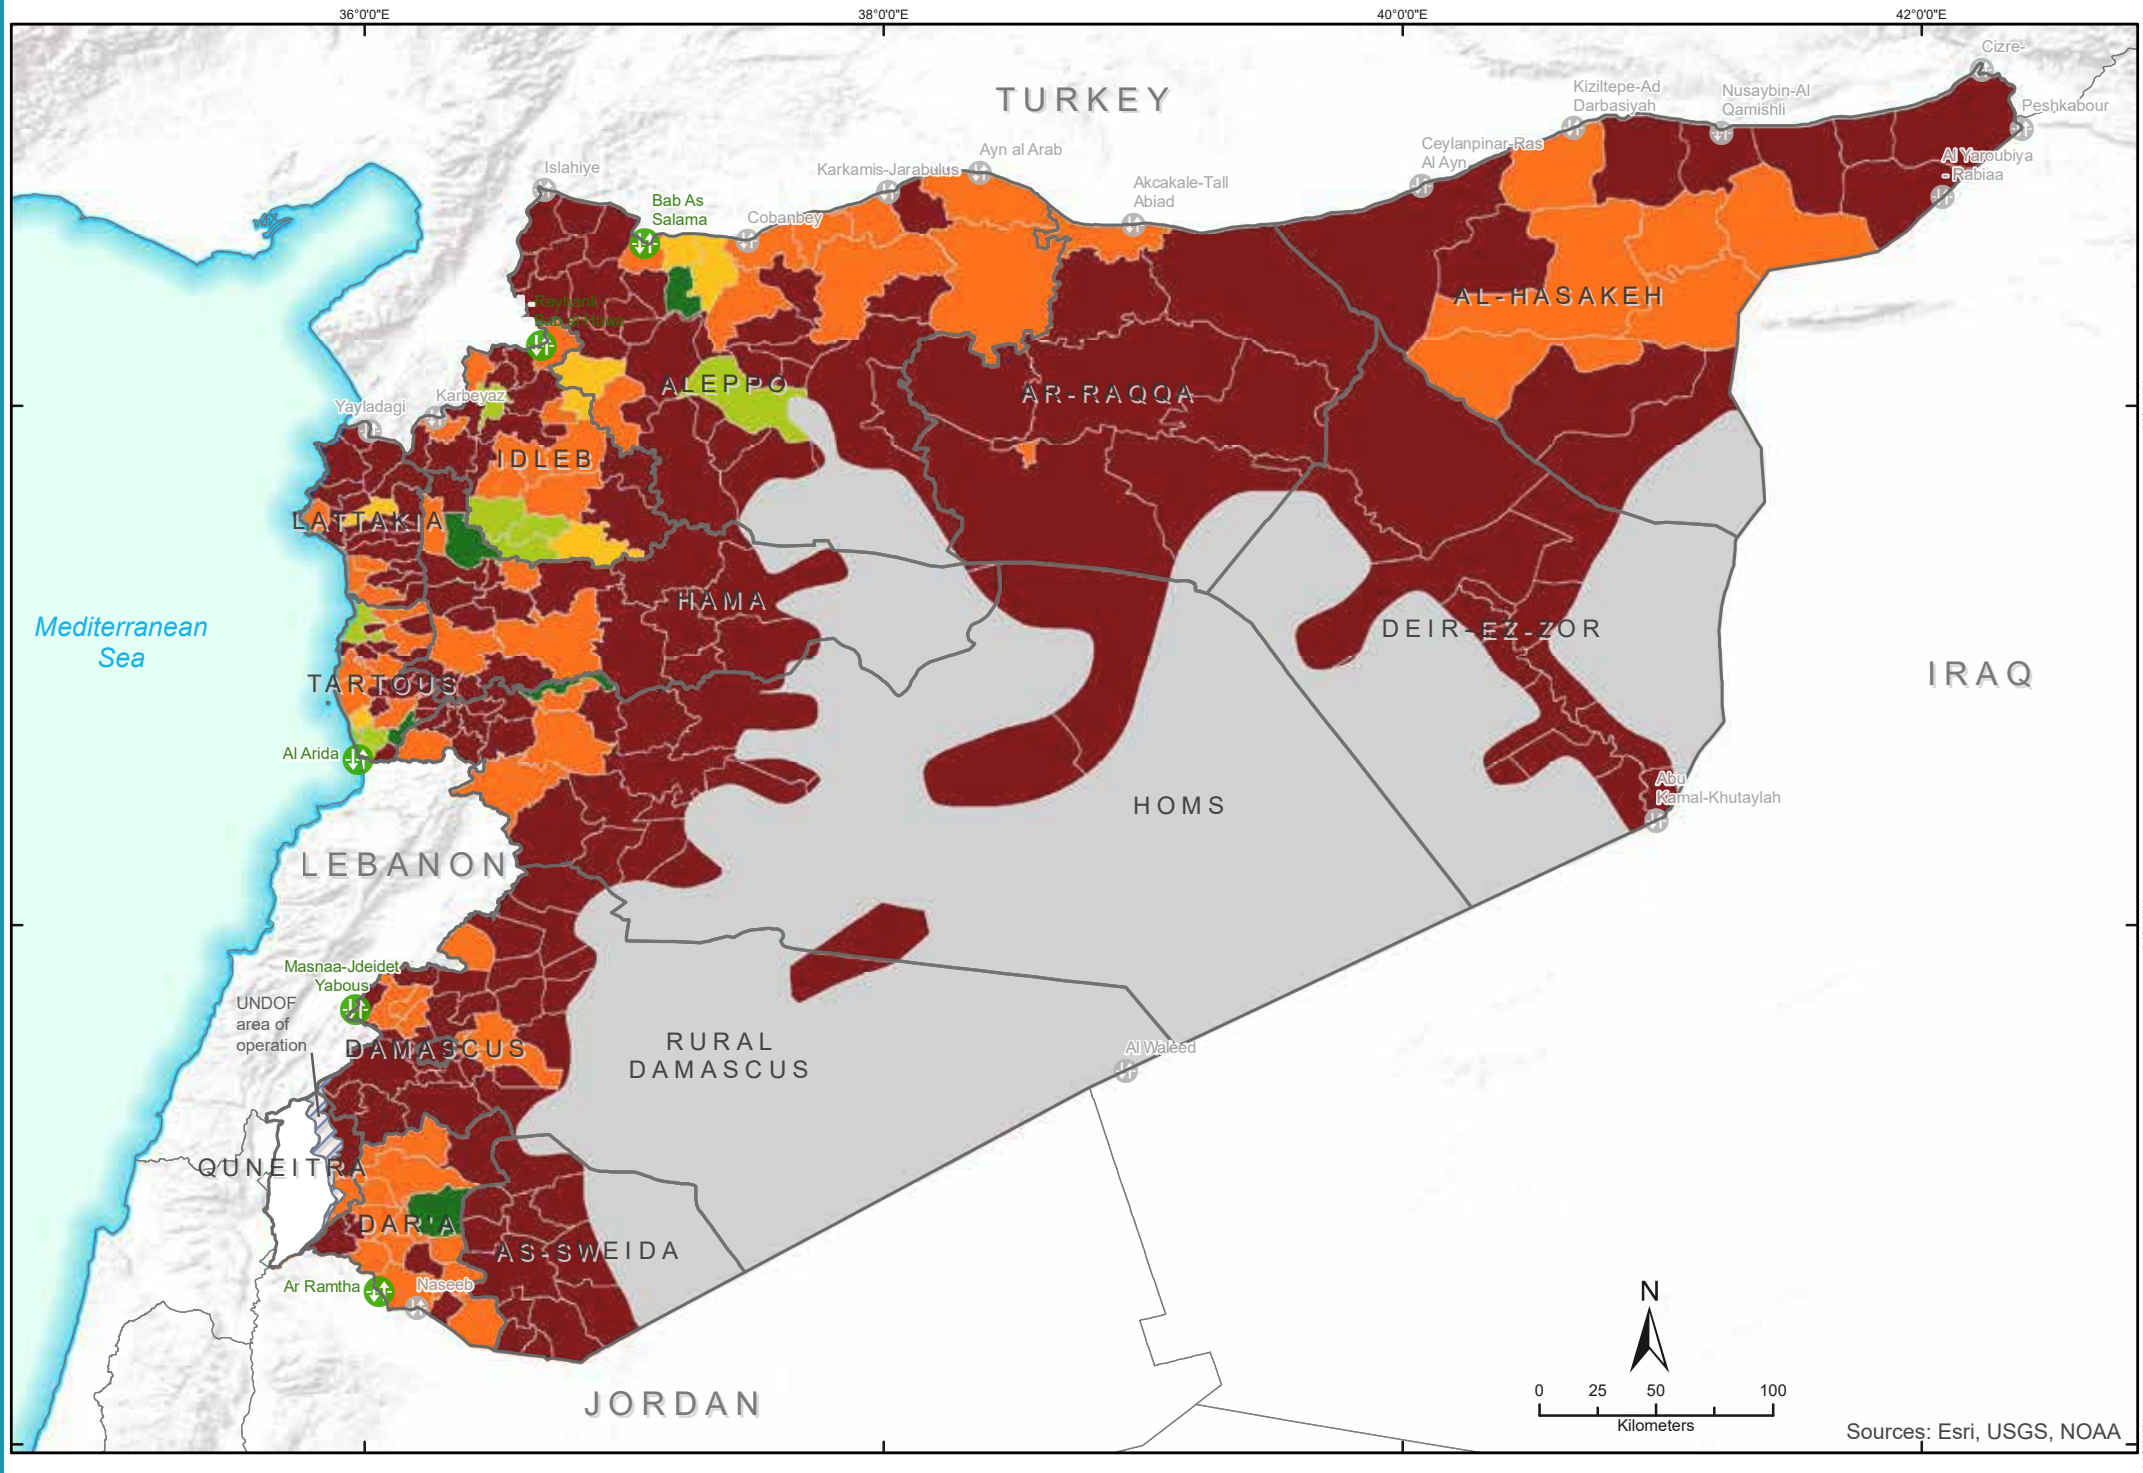 36°0'0"E
38°0'0"E
40°0'0"E
42°0'0"E
Cizre-
TURKEY
Kiziltepe-Ad
Darbasiyah
Nusaybin-Al
Qamishli
Peshkabour
Ceylanpinar-Ras
Al Ayn
Al Yaroubiya
- Rabiaa
Ayn al Arab
Islahiye
Karkamis-Jarabulus
Akcakale-Tall
Abiad
Bab As
Salama
Cobanbey
Reyhanli -
Bab al-Hawa
AL-HASAKEH
ALEPPO
AR-RAQQA
Karbeyaz
Yayladagi
IDLEB
LATTAKIA
HAMA
Mediterranean
Sea
DEIR-EZ-ZOR
IRAQ
TARTOUS
Al Arida
Abu
Kamal-Khutaylah
HOMS
LEBANON
Masnaa-Jdeidet
Yabous
UNDOF
area of
operation
DAMASCUS
RURAL
DAMASCUS
Al Waleed
QUNEITRA
DAR'A
AS-SWEIDA
Ar Ramtha
Naseeb
N
JORDAN
0 25 50 100
Kilometers
Sources: Esri, USGS, NOAA